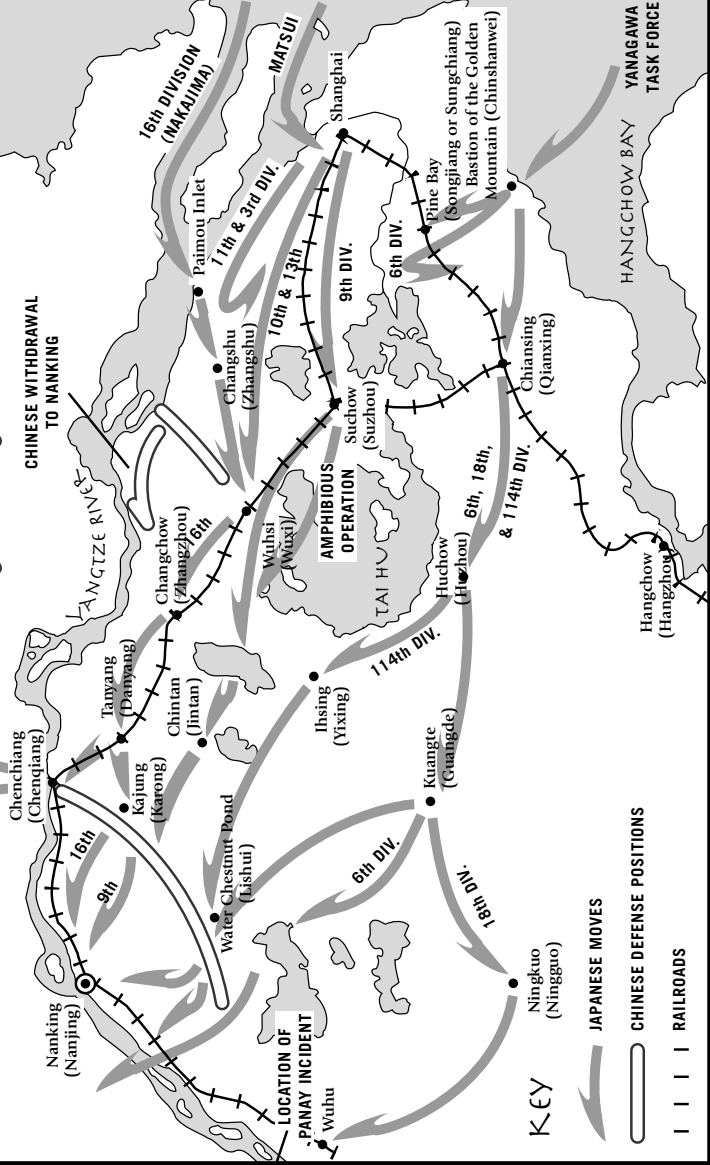 Chenchiang
(Chenqiang)
CHINESE WITHDRAWAL
TO NANKING
Nanking
(Nanjing)
16th
9th
YANGTZE RIVER
Tanyang
(Danyang)
Kajung
(Karong)
Changchow
(Zhangzhou)
16th
Chintan
(Jintan)
Paimou Inlet
16th DIVISION
(NAKAJIMA)
Changshu
(Zhangshu)
11th & 3rd DIV.
MATSUI
Water Chestnut Pond
(Lishui)
Wuhsi
(Wuxi)
10th & 13th
LOCATION OF
PANAY INCIDENT
Wuhu
Ihsing
(Yixing)
AMPHIBIOUS
OPERATION
Suchow
(Suzhou)
9th DIV.
Shanghai
6th DIV.
114th DIV.
TAI HU
6th DIV.
Pine Bay
(Songjiang or Sungchiang)
Bastion of the Golden
Mountain (Chinshanwei)
Kuangte
(Guangde)
Huchow
(Huzhou)
18th DIV.
6th, 18th,
& 114th DIV.
Chiansing
(Qianxing)
Ningkuo
(Ningguo)
KEY
JAPANESE MOVES
CHINESE DEFENSE POSITIONS
RAILROADS
Hangchow
(Hangzhou)
HANGCHOW BAY
YANAGAWA
TASK FORCE